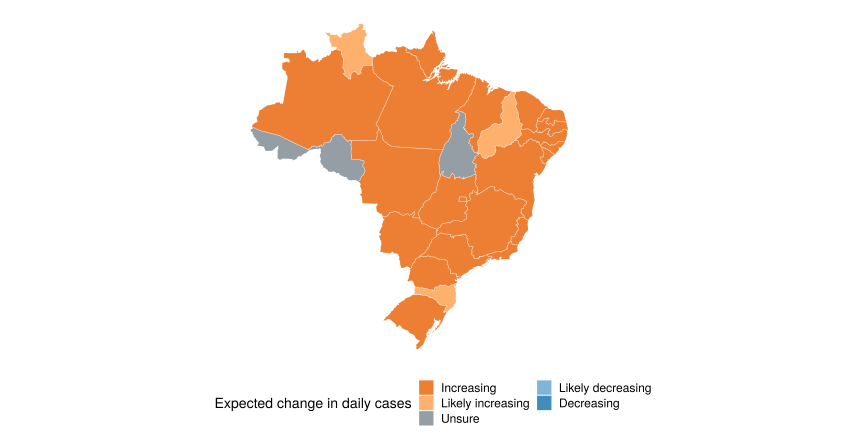 Expected change in daily cases
Increasing
Likely increasing
Unsure
Likely decreasing
Decreasing